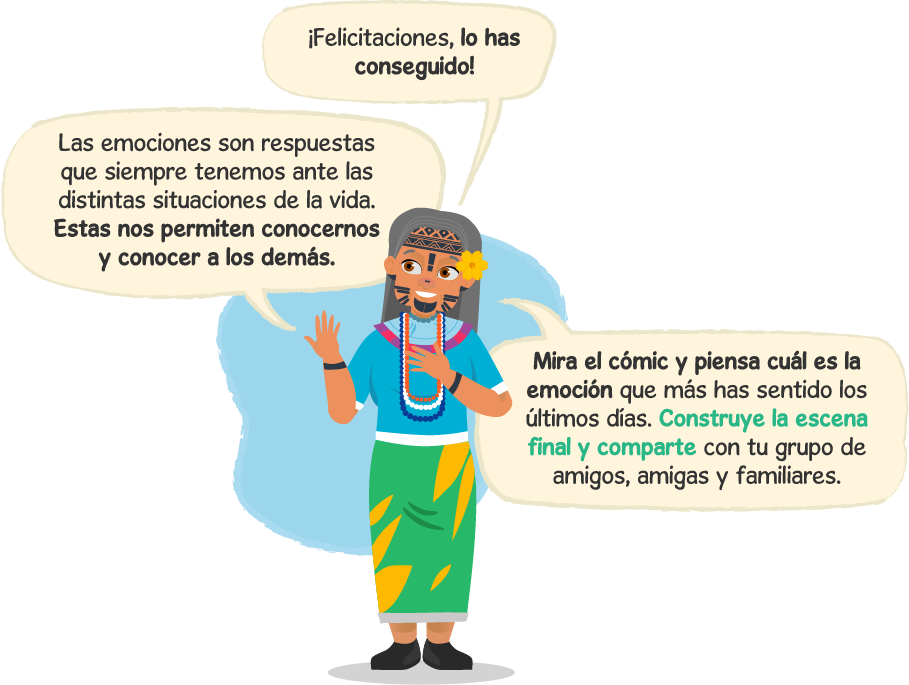 ¡Felicitaciones, lo has
conseguido!
Las emociones son respuestas
que siempre tenemos ante las
distintas situaciones de la vida.
Estas nos permiten conocernos
y conocer a los demás.
Mira el cómic y piensa cuál es la
emoción que más has sentido los
últimos días. Construye la escena
final y comparte con tu grupo de
amigos, amigas y familiares.